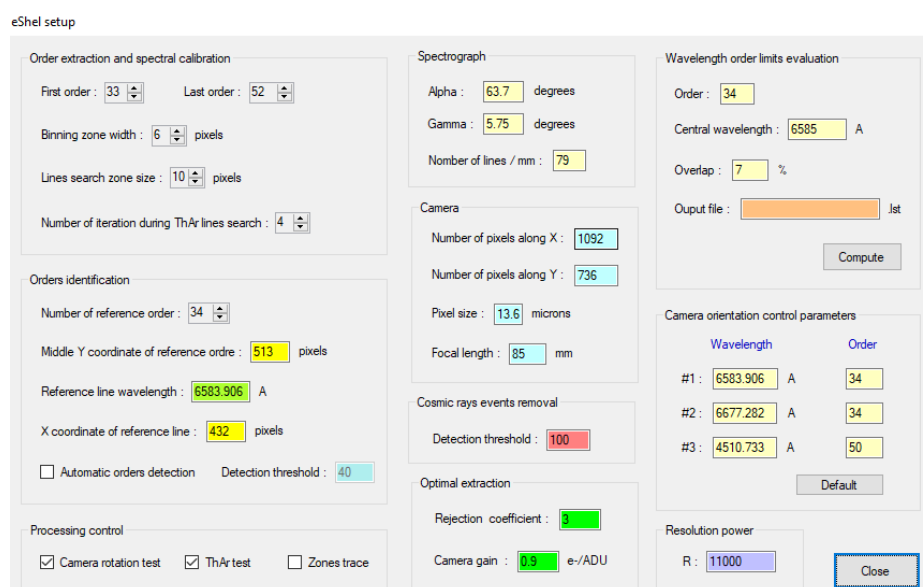 eShel setup
Order extraction and spectral calibration
First order : 33 Last order : 52
Binning zone width : 6 pixels
Lines search zone size : 10 pixels
Number of iteration during ThAr lines search : 4
Orders identification
Number of reference order : 34
Middle Y coordinate of reference ordre : 513 pixels
Reference line wavelength : 6583.906 A
X coordinate of reference line : 432 pixels
Automatic orders detection Detection threshold : 40
Processing control
Camera rotation test ThAr test Zones trace
Spectrograph
Alpha : 63.7 degrees
Gamma : 5.75 degrees
Nomber of lines / mm : 79
Camera
Number of pixels along X : 1092
Number of pixels along Y : 736
Pixel size : 13.6 microns
Focal length : 85 mm
Cosmic rays events removal
Detection threshold : 100
Optimal extraction
Rejection coefficient : 3
Camera gain : 0.9 e-/ADU
Wavelength order limits evaluation
Order : 34
Central wavelength : 6585 A
Overlap : 7 %
Ouput file : .lst
Compute
Camera orientation control parameters
Wavelength Order
#1 : 6583.906 A 34
#2 : 6677.282 A 34
#3 : 4510.733 A 50
Default
Resolution power
R : 11000
Close